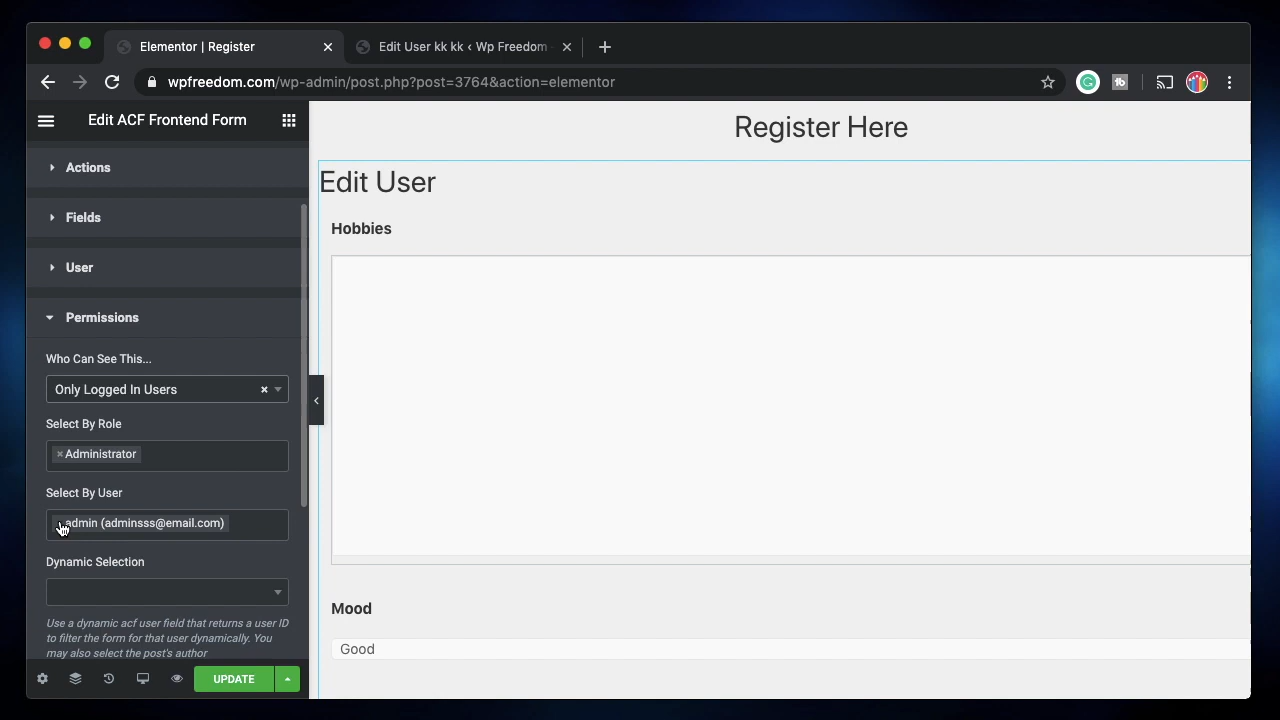 Elementor | Register
Edit User kk kk ‹ Wp Freedom
wpfreedom.com/wp-admin/post.php?post=3764&action=elementor
Edit ACF Frontend Form
Actions
Fields
User
Permissions
Who Can See This...
Only Logged In Users
Select By Role
×Administrator
Select By User
admin (adminsss@email.com)
Dynamic Selection
Use a dynamic acf user field that returns a user ID
to filter the form for that user dynamically. You
may also select the post's author
UPDATE
Register Here
Edit User
Hobbies
Mood
Good